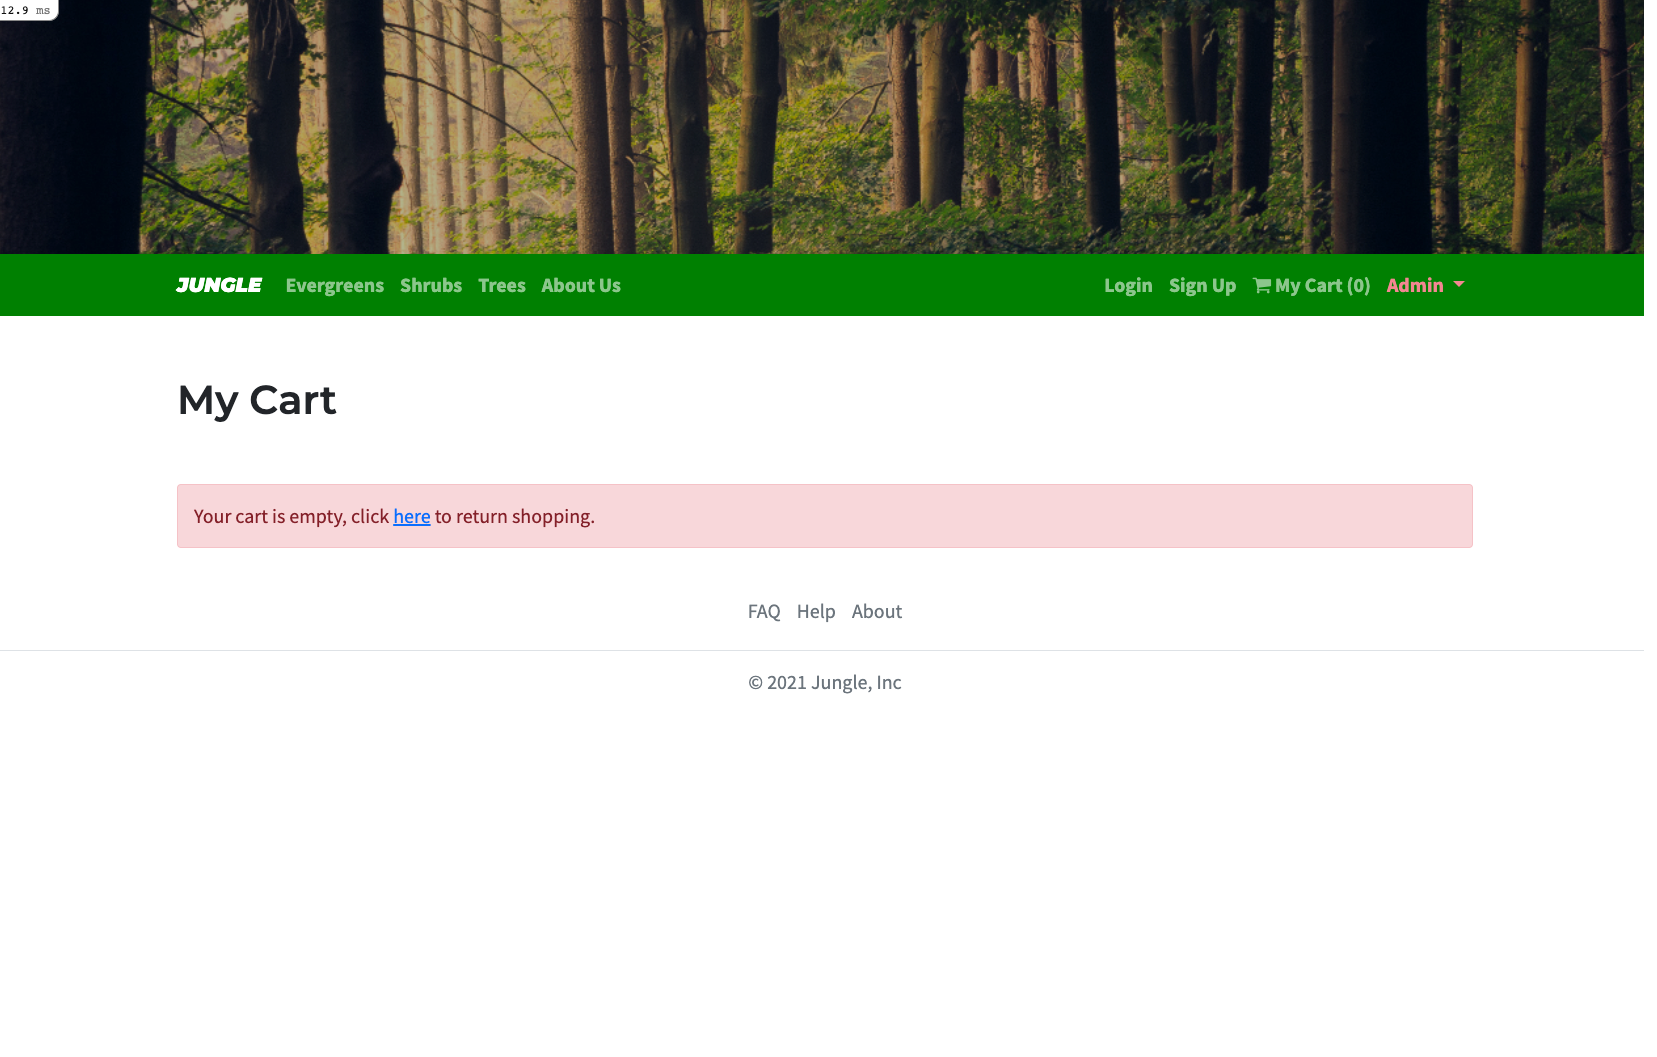 12.9 ms
JUNGLE Evergreens Shrubs Trees About Us Login Sign Up My Cart (0) Admin
My Cart
Your cart is empty, click here to return shopping.
FAQ Help About
© 2021 Jungle, Inc